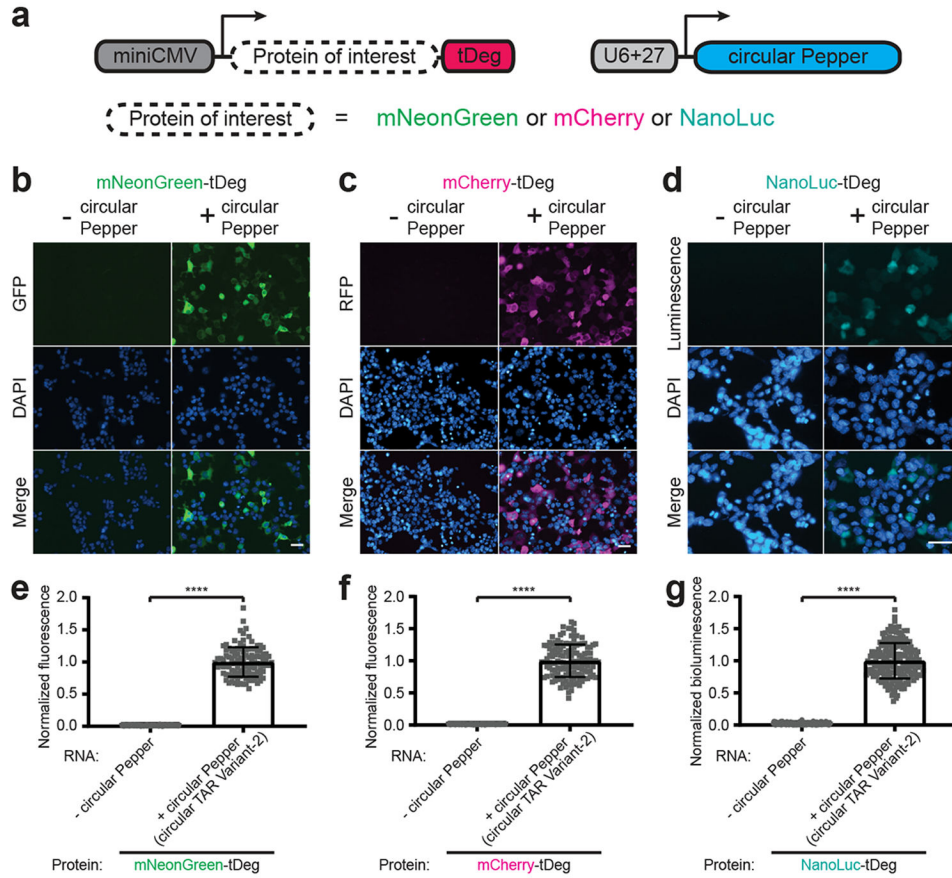 a
miniCMV Protein of interest tDeg U6+27 circular Pepper
Protein of interest = mNeonGreen or mCherry or NanoLuc
b
mNeonGreen-tDeg
- circular Pepper + circular Pepper
GFP
DAPI
Merge
c
mCherry-tDeg
- circular Pepper + circular Pepper
RFP
DAPI
Merge
d
NanoLuc-tDeg
- circular Pepper + circular Pepper
Luminescence
DAPI
Merge
e
Normalized fluorescence
2.0
1.5
1.0
0.5
0.0
****
RNA:
- circular Pepper
+ circular Pepper
(circular TAR Variant-2)
Protein: mNeonGreen-tDeg
f
Normalized fluorescence
2.0
1.5
1.0
0.5
0.0
****
RNA:
- circular Pepper
+ circular Pepper
(circular TAR Variant-2)
Protein: mCherry-tDeg
g
Normalized bioluminescence
2.0
1.5
1.0
0.5
0.0
****
RNA:
- circular Pepper
+ circular Pepper
(circular TAR Variant-2)
Protein: NanoLuc-tDeg